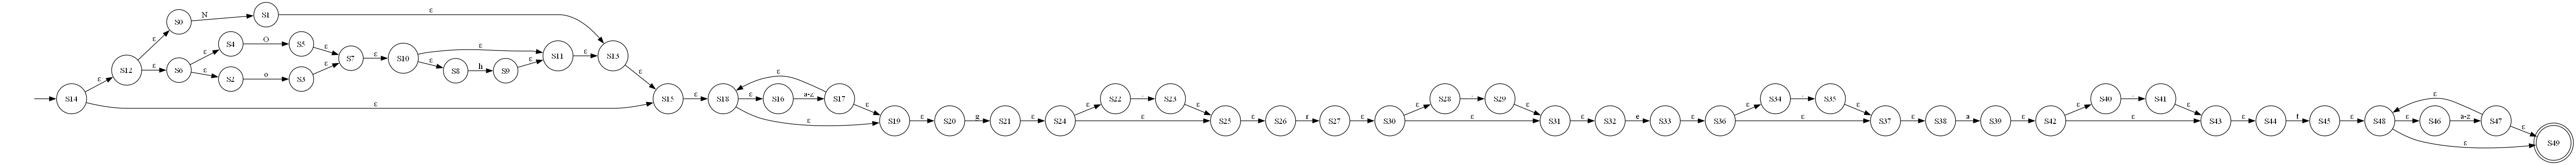 S14
ε
ε
S12
ε
ε
S0
N
S1
ε
S6
ε
ε
S4
O
S5
ε
S2
o
S3
ε
S7
ε
S10
ε
ε
S8
h
S9
ε
S11
ε
S13
ε
S15
ε
S18
ε
ε
ε
S16
a-z
S17
ε
S19
ε
S20
g
S21
ε
S24
ε
ε
S22
S23
ε
S25
ε
S26
r
S27
ε
S30
ε
ε
S28
S29
ε
S31
ε
S32
e
S33
ε
S36
ε
ε
S34
S35
ε
S37
ε
S38
a
S39
ε
S42
ε
ε
S40
S41
ε
S43
ε
S44
t
S45
ε
S48
ε
ε
ε
S46
a-z
S47
ε
S49